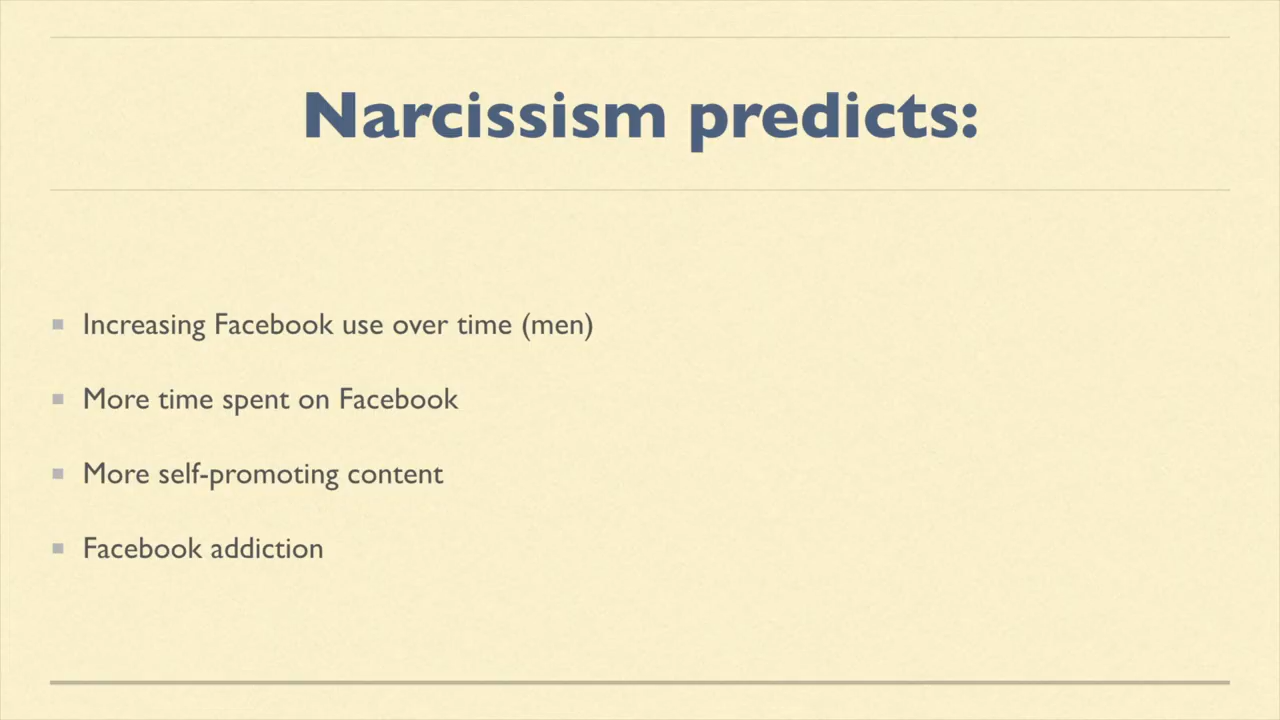 Narcissism predicts:
Increasing Facebook use over time (men)
More time spent on Facebook
More self-promoting content
Facebook addiction